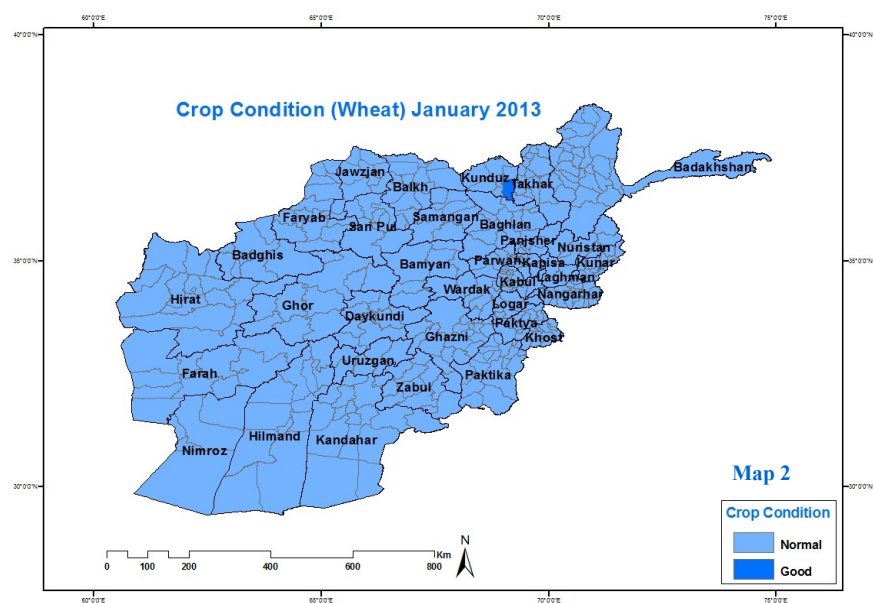 60°0'0"E 65°0'0"E 70°0'0"E 75°0'0"E
40°0'0"N 40°0'0"N
Crop Condition (Wheat) January 2013
Badakhshan
Jawzjan
Kunduz
Takhar
Balkh
Faryab
Samangan
Sari Pul
Baghlan
Panjsher
Nuristan
Badghis
35°0'0"N 35°0'0"N
Bamyan
Parwan
Kapisa
Kunar
Laghman
Hirat
Ghor
Wardak
Kabul
Nangarhar
Logar
Daykundi
Paktya
Ghazni
Khost
Uruzgan
Farah
Zabul
Paktika
Hilmand
Kandahar
Nimroz
Map 2
30°0'0"N 30°0'0"N
Crop Condition
Normal
Good
N
Km
0 100 200 400 600 800
60°0'0"E 65°0'0"E 70°0'0"E 75°0'0"E